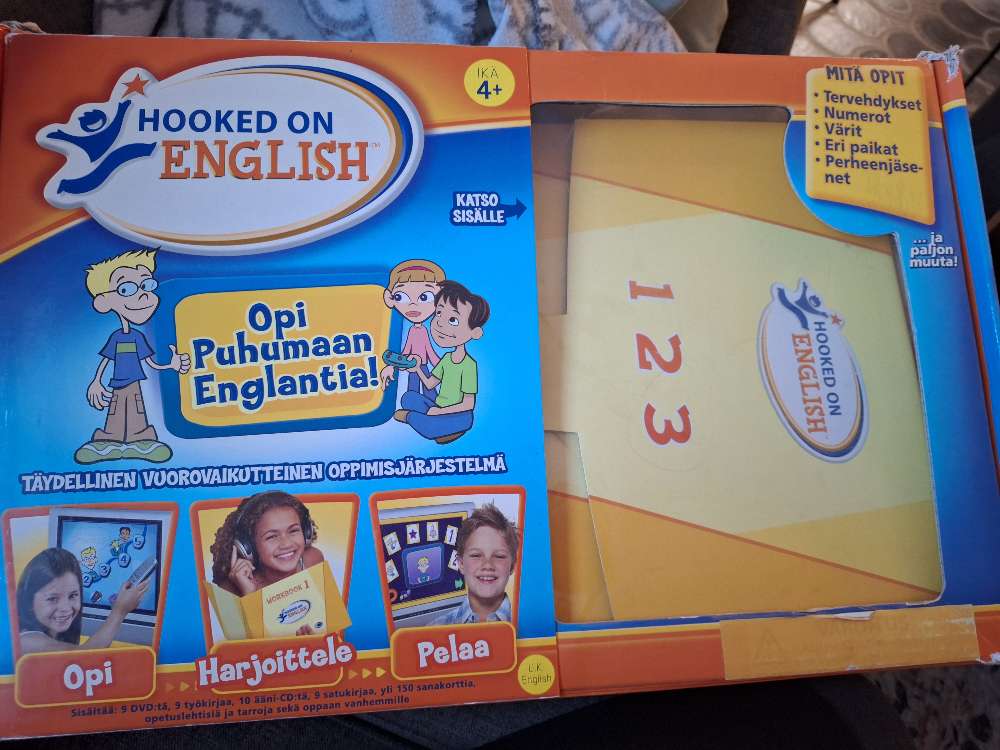 HOOKED ON
ENGLISH™
IKÄ
4+
KATSO
SISÄLLE
Opi
Puhumaan
Englantia!
TÄYDELLINEN VUOROVAIKUTTEINEN OPPIMISJÄRJESTELMÄ
WORKBOOK 1
Opi
Harjoittele
Pelaa
Sisältää: 9 DVD:tä, 9 työkirjaa, 10 ääni-CD:tä, 9 satukirjaa, yli 150 sanakorttia,
opetuslehtisiä ja tarroja sekä oppaan vanhemmille
English
MITÄ OPIT
• Tervehdykset
• Numerot
• Värit
• Eri paikat
• Perheenjäse-
net
... ja
paljon
muuta!
1 2 3
HOOKED ON
ENGLISH